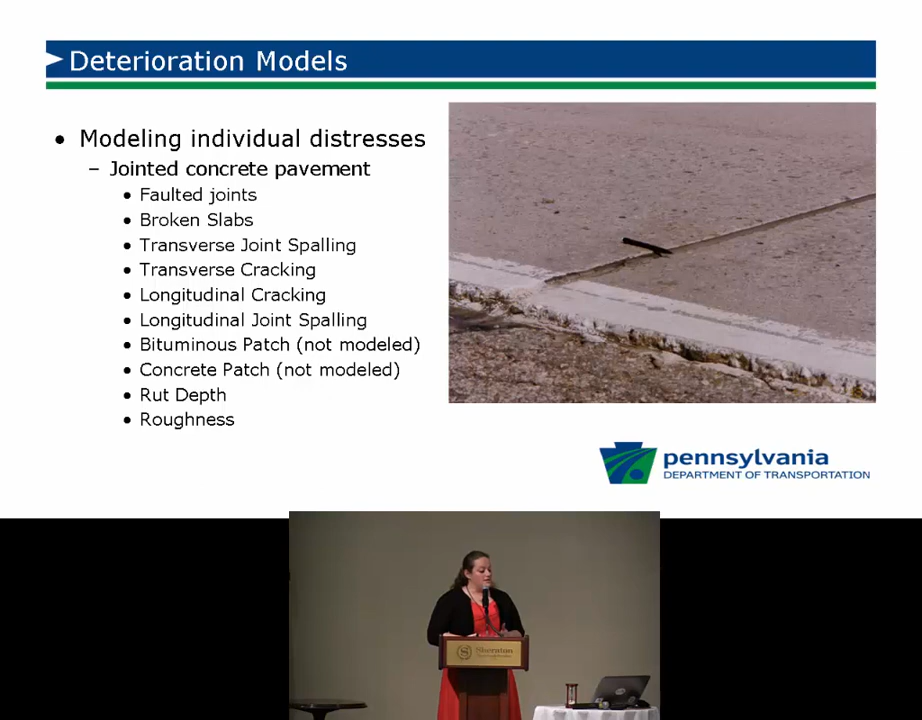 Deterioration Models
• Modeling individual distresses
– Jointed concrete pavement
• Faulted joints
• Broken Slabs
• Transverse Joint Spalling
• Transverse Cracking
• Longitudinal Cracking
• Longitudinal Joint Spalling
• Bituminous Patch (not modeled)
• Concrete Patch (not modeled)
• Rut Depth
• Roughness
pennsylvania
DEPARTMENT OF TRANSPORTATION
Sheraton